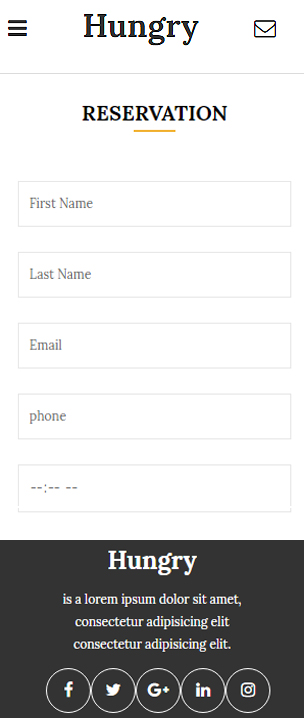 Hungry
RESERVATION
First Name
Last Name
Email
phone
--:-- --
Hungry
is a lorem ipsum dolor sit amet,
consectetur adipisicing elit
consectetur adipisicing elit.
f G+ in